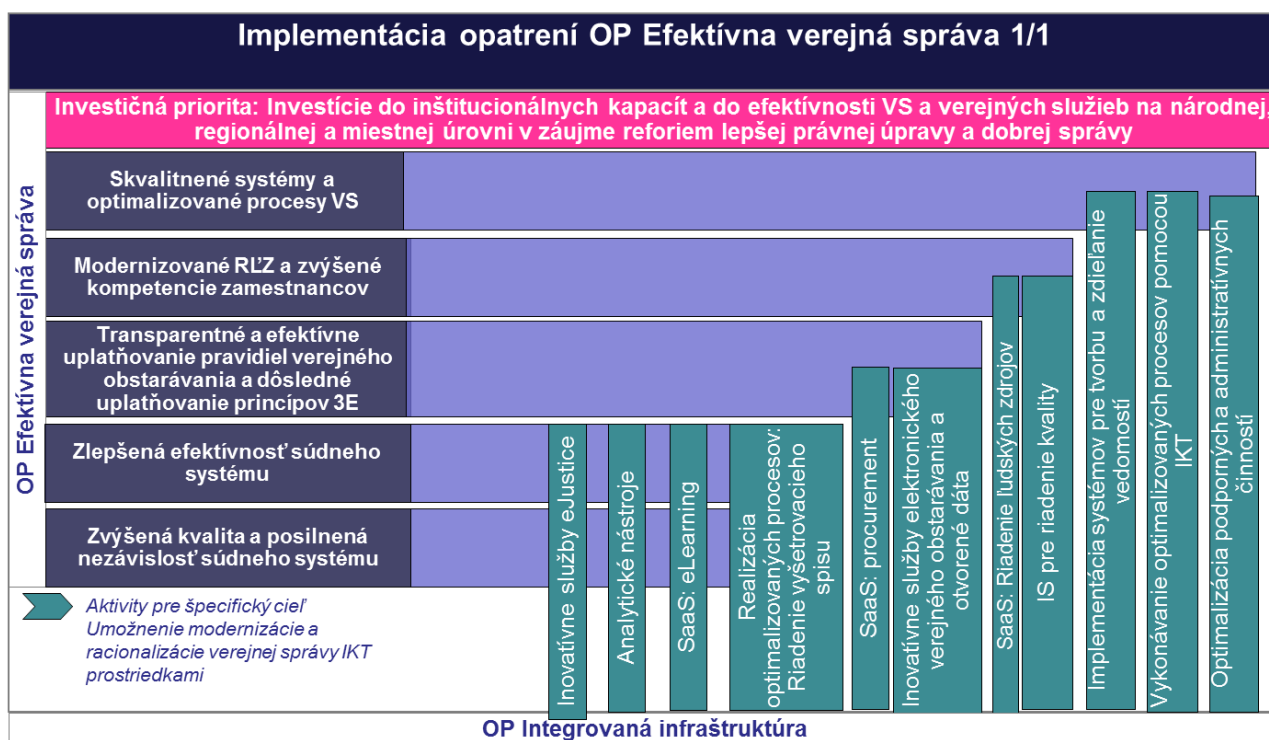 Implementácia opatrení OP Efektívna verejná správa 1/1
Investičná priorita: Investície do inštitucionálnych kapacít a do efektívnosti VS a verejných služieb na národnej,
regionálnej a miestnej úrovni v záujme reforiem lepšej právnej úpravy a dobrej správy
OP Efektívna verejná správa
Skvalitnené systémy a
optimalizované procesy VS
Modernizované RĽZ a zvýšené
kompetencie zamestnancov
Transparentné a efektívne
uplatňovanie pravidiel verejného
obstarávania a dôsledné
uplatňovanie princípov 3E
Zlepšená efektívnosť súdneho
systému
Zvýšená kvalita a posilnená
nezávislosť súdneho systému
Inovatívne služby eJustice
Analytické nástroje
SaaS: eLearning
Realizácia
optimalizovaných procesov:
Riadenie vyšetrovacieho
spisu
SaaS: procurement
Inovatívne služby elektronického
verejného obstarávania a
otvorené dáta
SaaS: Riadenie ľudských zdrojov
IS pre riadenie kvality
Implementácia systémov pre tvorbu a zdieľanie
vedomostí
Vykonávanie optimalizovaných procesov pomocou
IKT
Optimalizácia podporných a administratívnych
činností
Aktivity pre špecifický cieľ
Umožnenie modernizácie a
racionalizácie verejnej správy IKT
prostriedkami
OP Integrovaná infraštruktúra